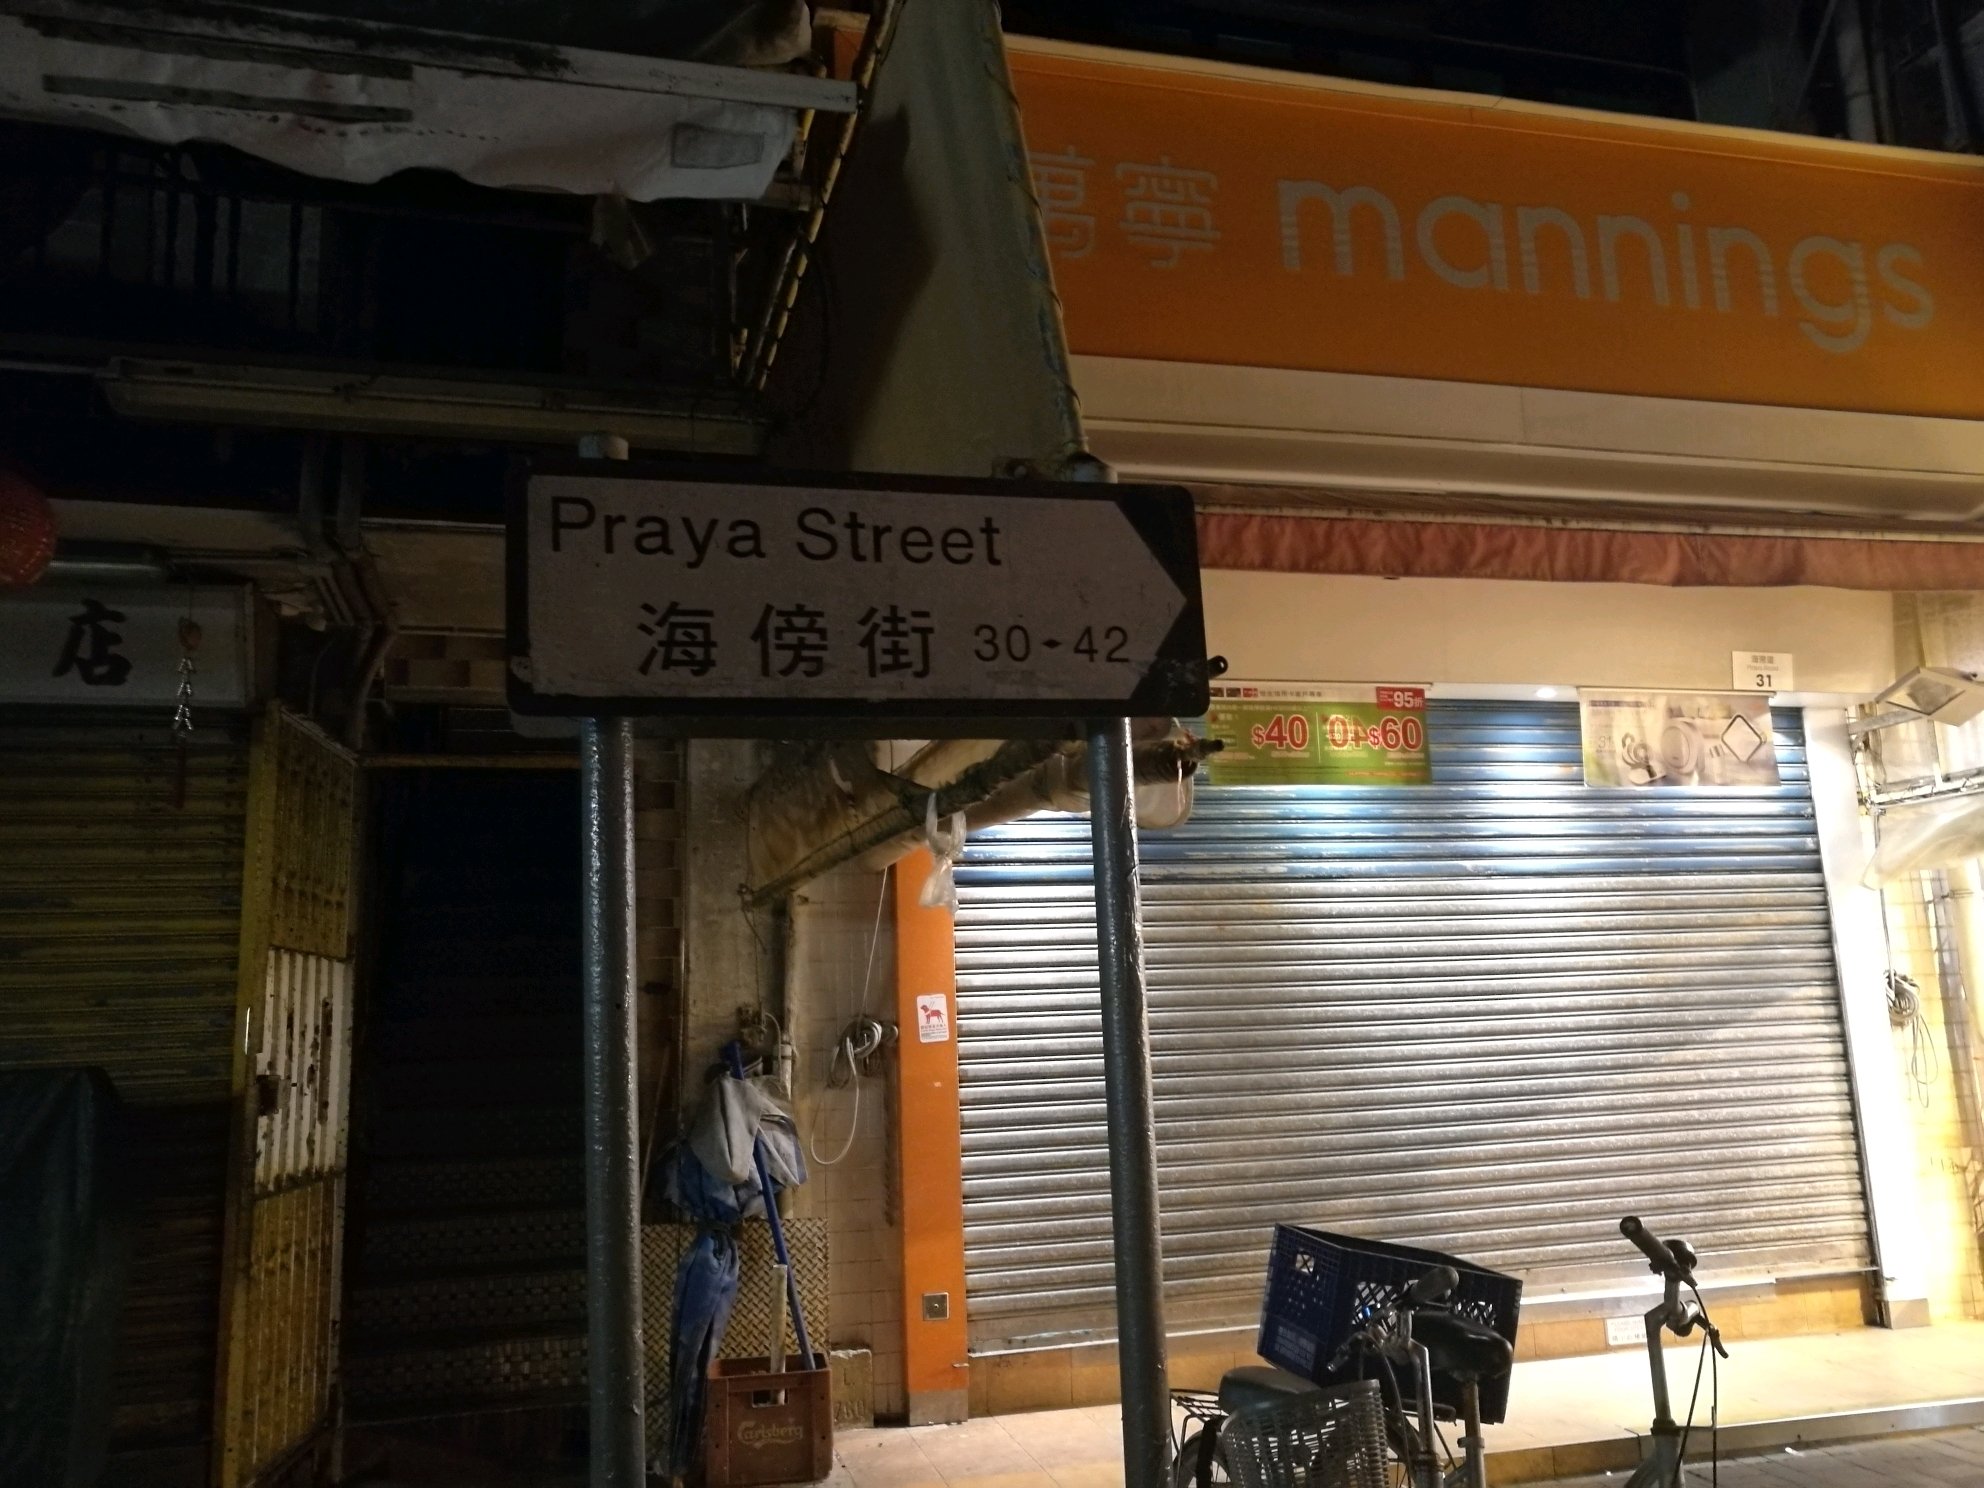 萬寧 mannings
Praya Street
海傍街 30-42
店
31
95折
$40
$60
Carlsberg